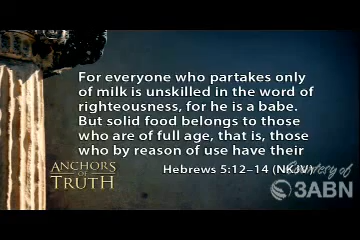 For everyone who partakes only
of milk is unskilled in the word of
righteousness, for he is a babe.
But solid food belongs to those
who are of full age, that is, those
who by reason of use have their
ANCHORS
OF
TRUTH
Hebrews 5:12–14 (NKJV)
Courtesy of
3ABN